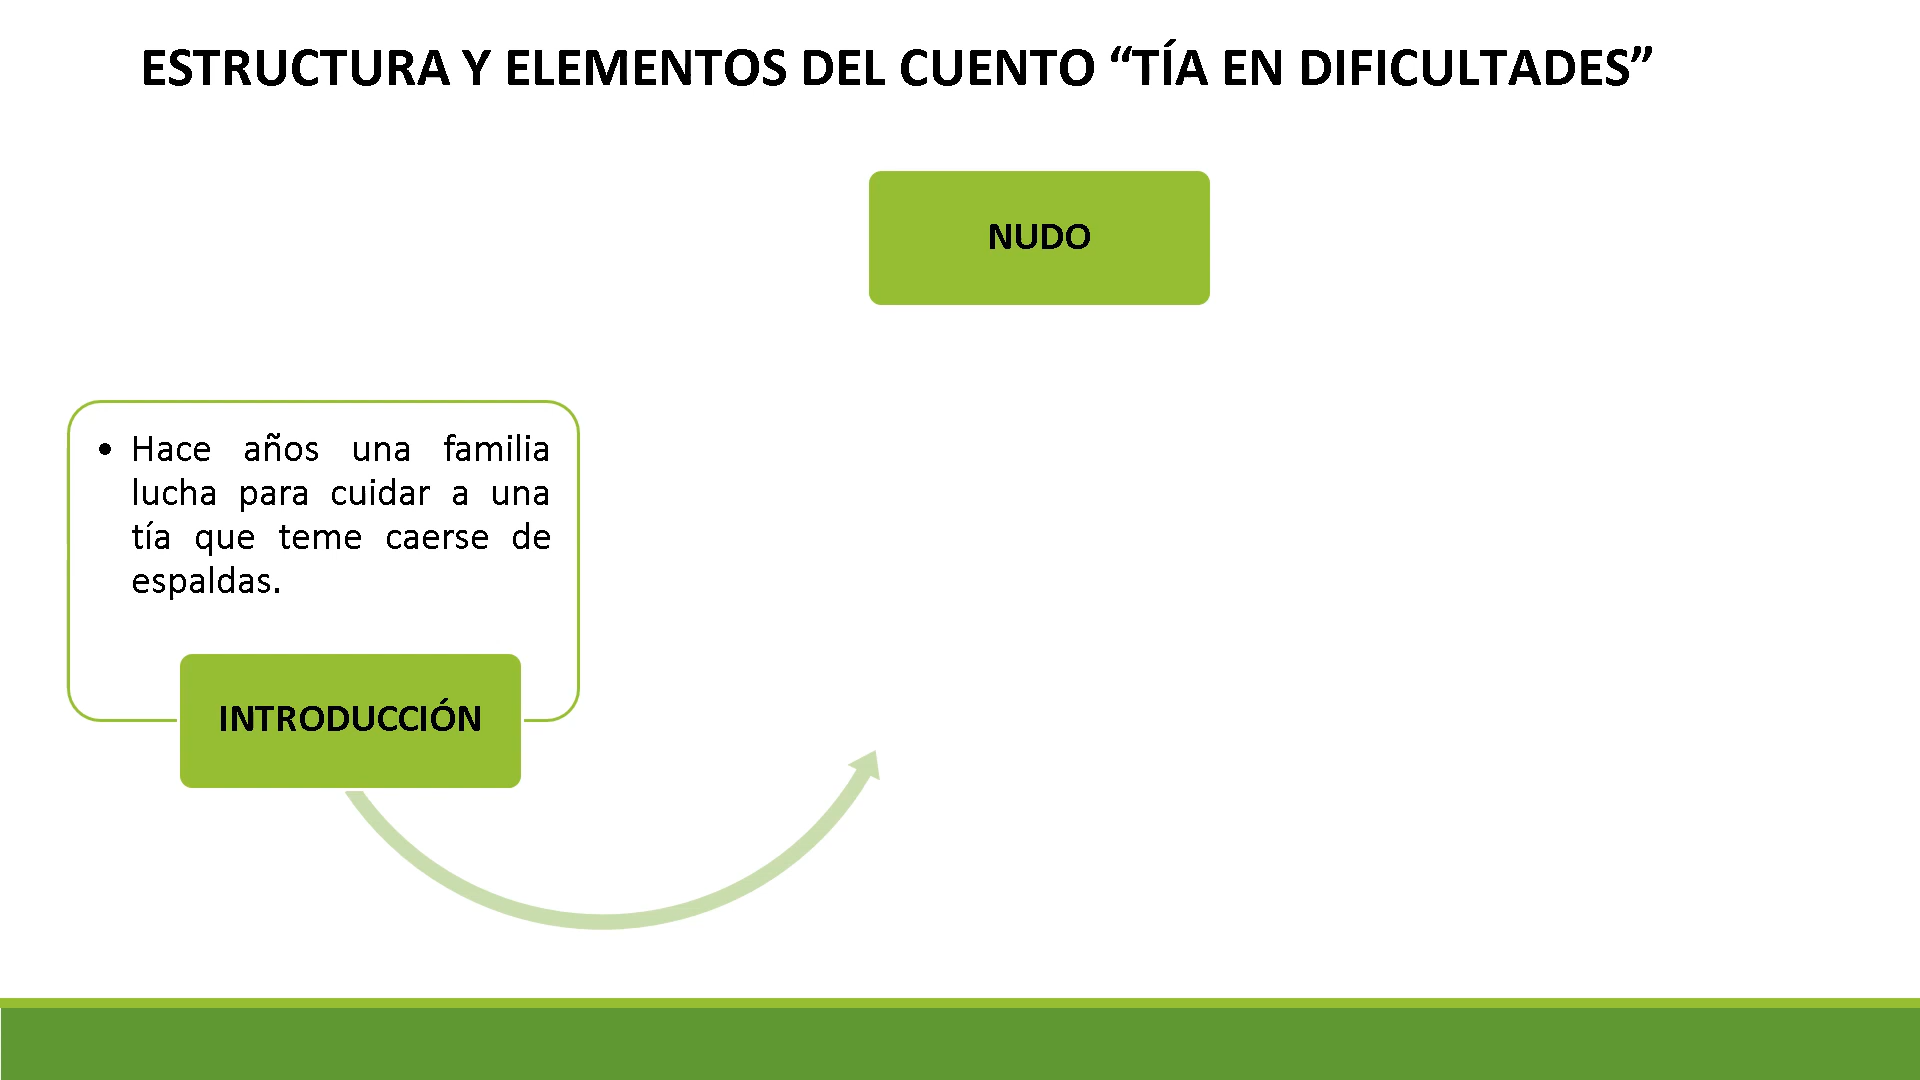 ESTRUCTURA Y ELEMENTOS DEL CUENTO “TÍA EN DIFICULTADES”
NUDO
• Hace años una familia
lucha para cuidar a una
tía que teme caerse de
espaldas.
INTRODUCCIÓN